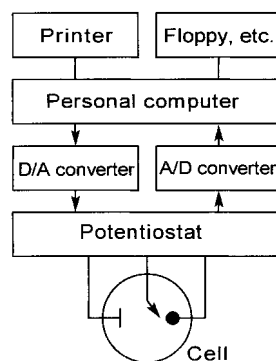 Printer
Floppy, etc.
Personal computer
D/A converter
A/D converter
Potentiostat
Cell